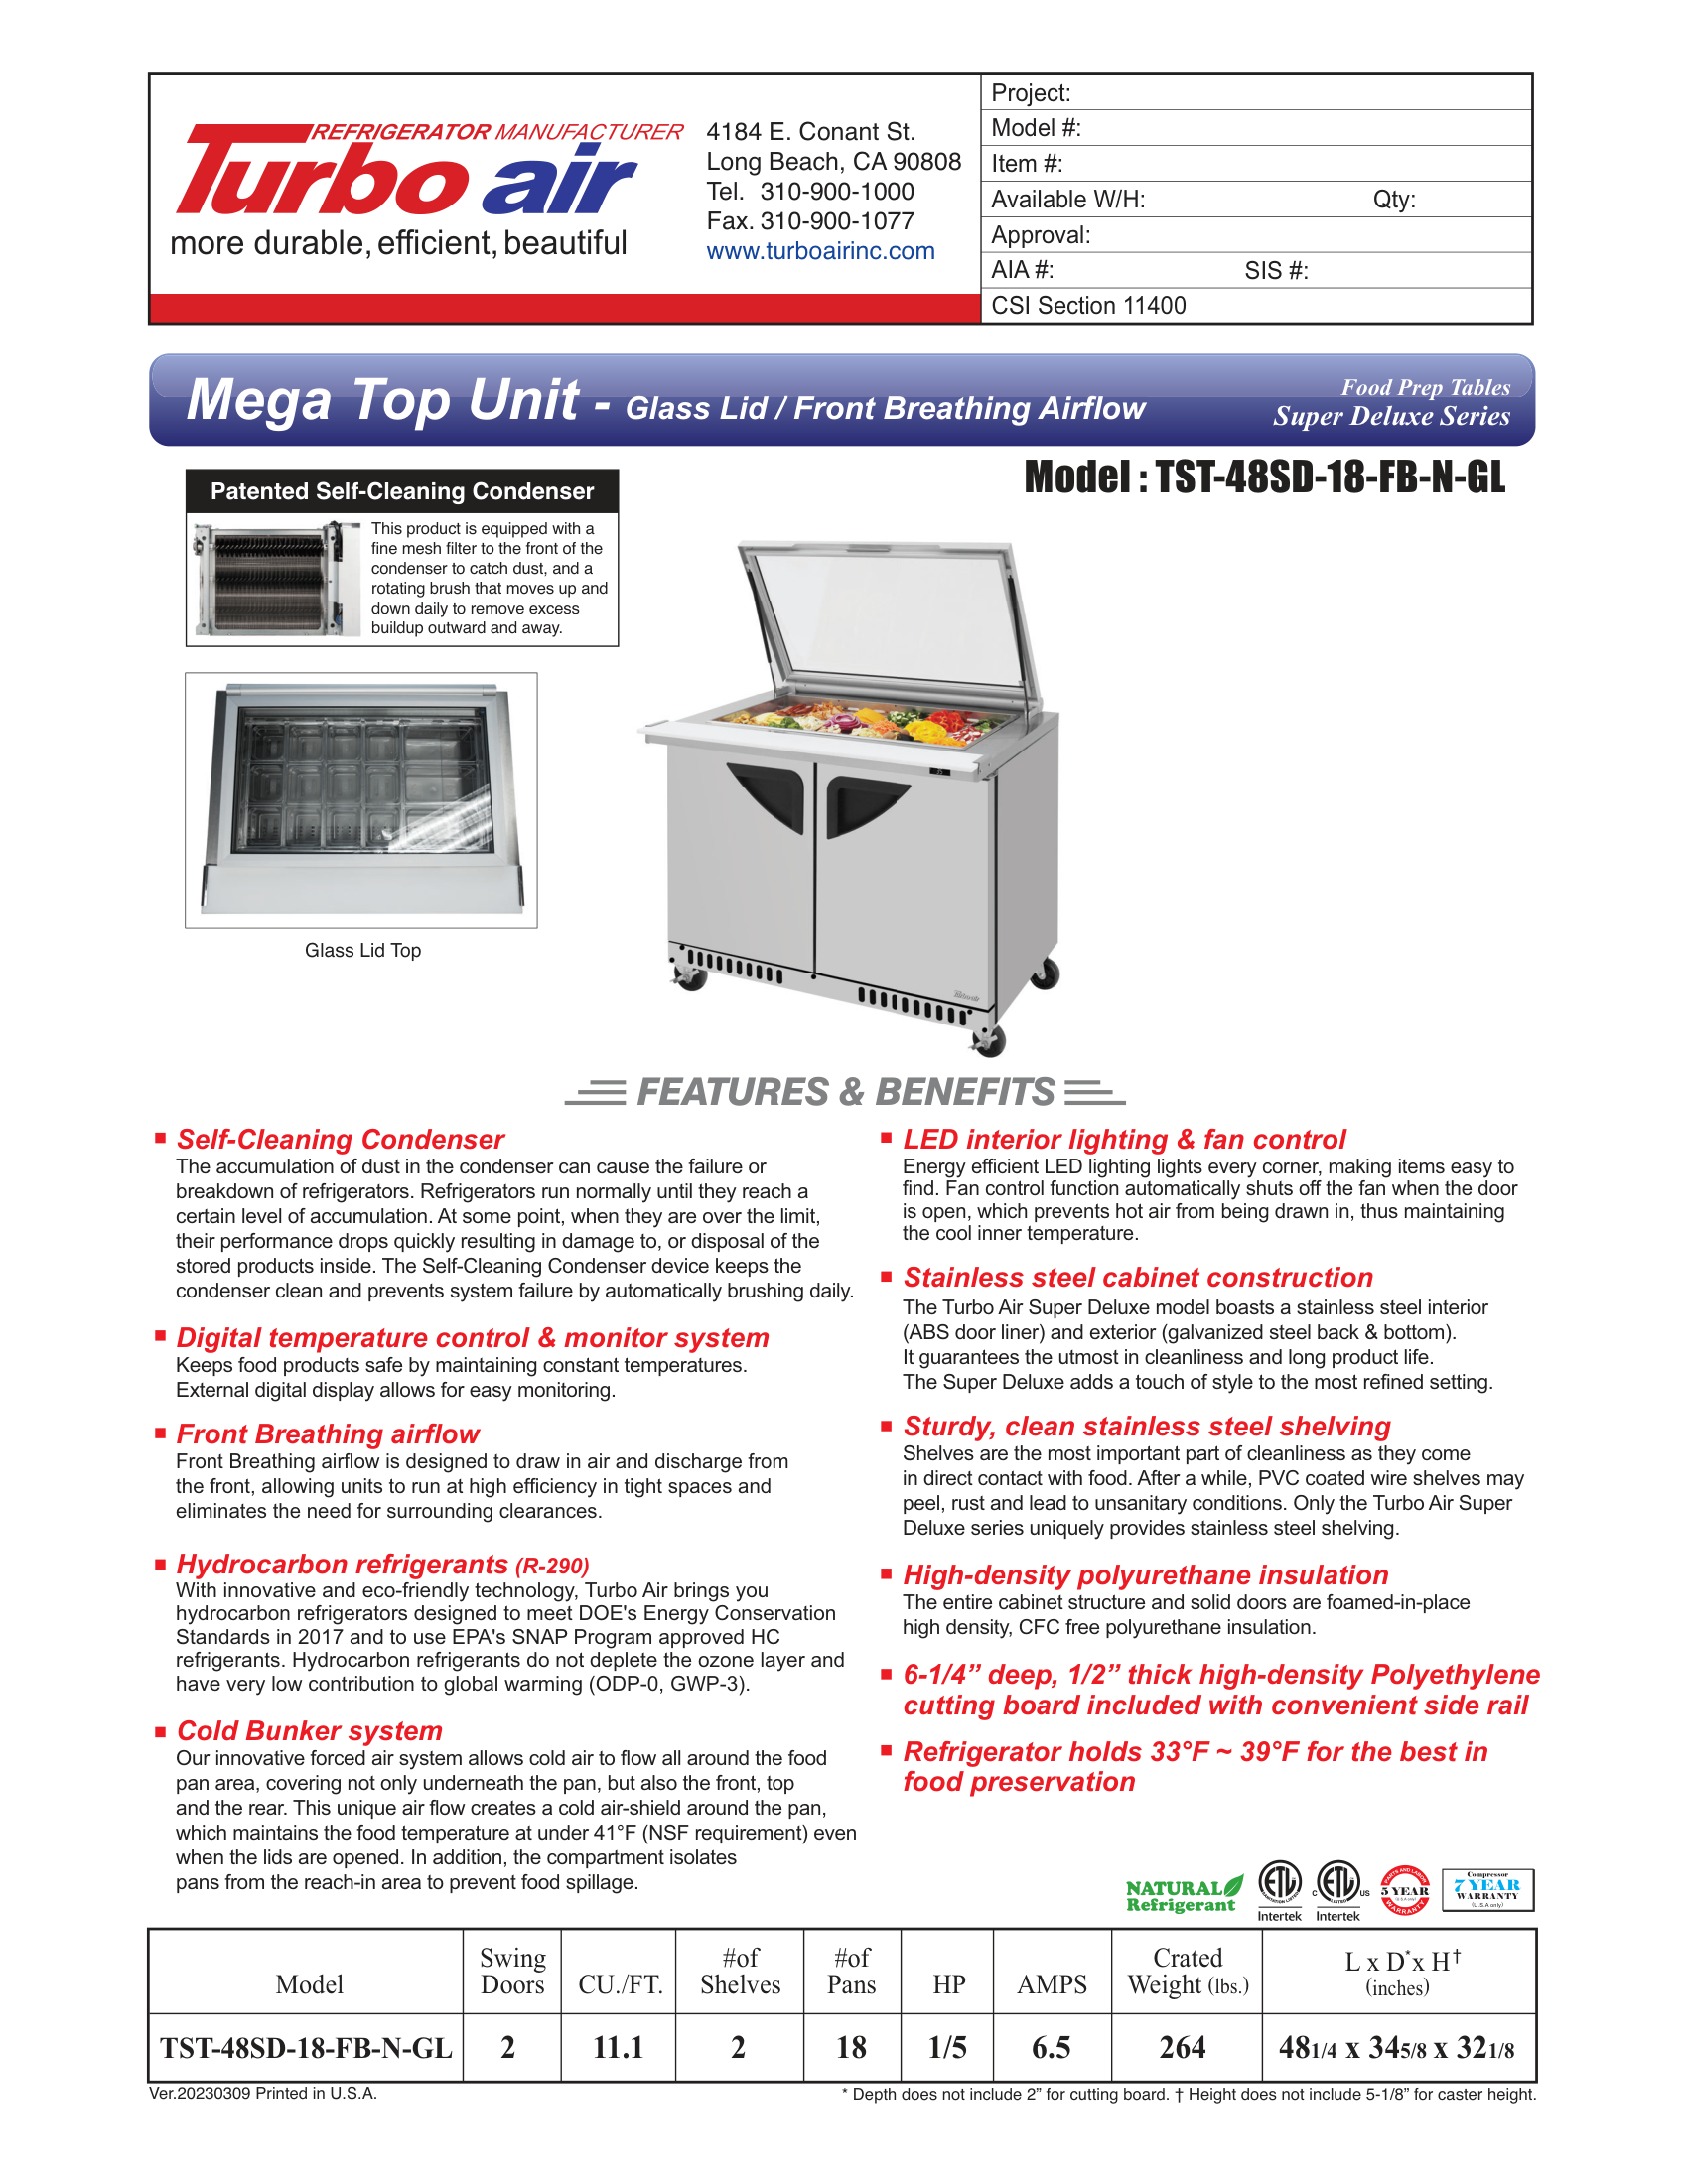 REFRIGERATOR MANUFACTURER
Turbo air
more durable, efficient, beautiful
4184 E. Conant St.
Long Beach, CA 90808
Tel. 310-900-1000
Fax. 310-900-1077
www.turboairinc.com
Project:
Model #:
Item #:
Available W/H: Qty:
Approval:
AIA #: SIS #:
CSI Section 11400
Mega Top Unit - Glass Lid / Front Breathing Airflow
Food Prep Tables
Super Deluxe Series
Model : TST-48SD-18-FB-N-GL
Patented Self-Cleaning Condenser
This product is equipped with a
fine mesh filter to the front of the
condenser to catch dust, and a
rotating brush that moves up and
down daily to remove excess
buildup outward and away.
Glass Lid Top
Turbo air
FEATURES & BENEFITS
Self-Cleaning Condenser
The accumulation of dust in the condenser can cause the failure or
breakdown of refrigerators. Refrigerators run normally until they reach a
certain level of accumulation. At some point, when they are over the limit,
their performance drops quickly resulting in damage to, or disposal of the
stored products inside. The Self-Cleaning Condenser device keeps the
condenser clean and prevents system failure by automatically brushing daily.
Digital temperature control & monitor system
Keeps food products safe by maintaining constant temperatures.
External digital display allows for easy monitoring.
Front Breathing airflow
Front Breathing airflow is designed to draw in air and discharge from
the front, allowing units to run at high efficiency in tight spaces and
eliminates the need for surrounding clearances.
Hydrocarbon refrigerants (R-290)
With innovative and eco-friendly technology, Turbo Air brings you
hydrocarbon refrigerators designed to meet DOE's Energy Conservation
Standards in 2017 and to use EPA's SNAP Program approved HC
refrigerants. Hydrocarbon refrigerants do not deplete the ozone layer and
have very low contribution to global warming (ODP-0, GWP-3).
Cold Bunker system
Our innovative forced air system allows cold air to flow all around the food
pan area, covering not only underneath the pan, but also the front, top
and the rear. This unique air flow creates a cold air-shield around the pan,
which maintains the food temperature at under 41°F (NSF requirement) even
when the lids are opened. In addition, the compartment isolates
pans from the reach-in area to prevent food spillage.
LED interior lighting & fan control
Energy efficient LED lighting lights every corner, making items easy to
find. Fan control function automatically shuts off the fan when the door
is open, which prevents hot air from being drawn in, thus maintaining
the cool inner temperature.
Stainless steel cabinet construction
The Turbo Air Super Deluxe model boasts a stainless steel interior
(ABS door liner) and exterior (galvanized steel back & bottom).
It guarantees the utmost in cleanliness and long product life.
The Super Deluxe adds a touch of style to the most refined setting.
Sturdy, clean stainless steel shelving
Shelves are the most important part of cleanliness as they come
in direct contact with food. After a while, PVC coated wire shelves may
peel, rust and lead to unsanitary conditions. Only the Turbo Air Super
Deluxe series uniquely provides stainless steel shelving.
High-density polyurethane insulation
The entire cabinet structure and solid doors are foamed-in-place
high density, CFC free polyurethane insulation.
6-1/4” deep, 1/2” thick high-density Polyethylene
cutting board included with convenient side rail
Refrigerator holds 33°F ~ 39°F for the best in
food preservation
NATURAL
Refrigerant
ETL
SANITATION LISTED
Intertek
C ETL US
LISTED
Intertek
PARTS AND LABOR
5 YEAR
(U.S.A only)
WARRANTY
Compressor
7 YEAR
WARRANTY
(U.S.A only)
Model Swing Doors CU./FT. #of Shelves #of Pans HP AMPS Crated Weight (lbs.) L x D* x H† (inches)
TST-48SD-18-FB-N-GL 2 11.1 2 18 1/5 6.5 264 481/4 x 345/8 x 321/8
Ver.20230309 Printed in U.S.A.
* Depth does not include 2” for cutting board. † Height does not include 5-1/8” for caster height.